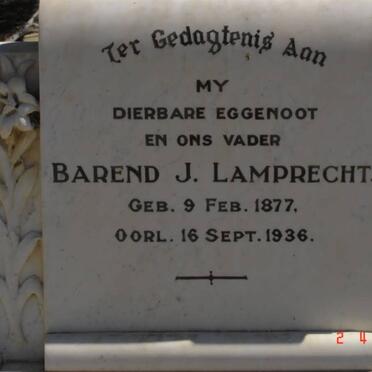 Ter Gedagtenis Aan
MY
DIERBARE EGGENOOT
EN ONS VADER
BAREND J. LAMPRECHT.
GEB. 9 FEB. 1877.
OORL. 16 SEPT. 1936.
2 4